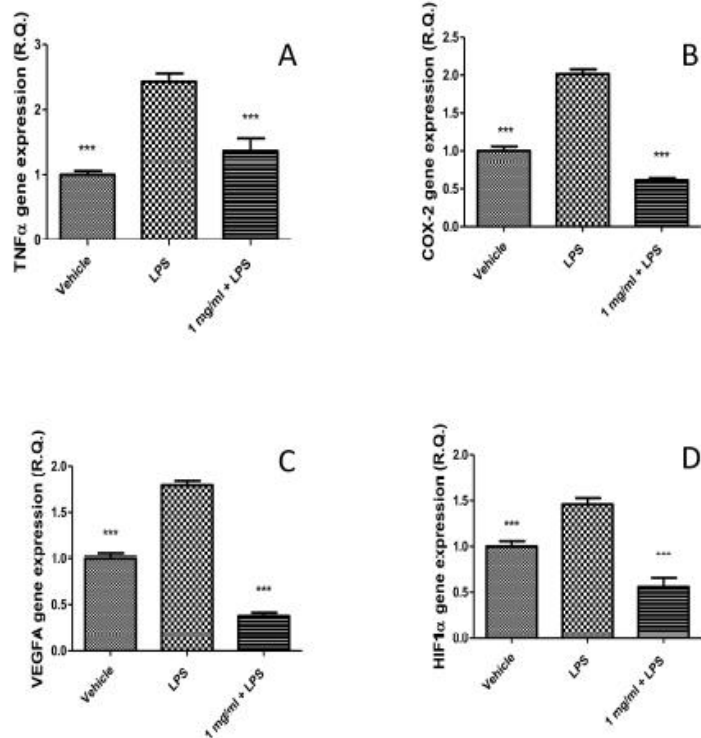 A
TNFα gene expression (R.Q.)
3
2
1
0
***
***
Vehicle
LPS
1 mg/ml + LPS
B
COX-2 gene expression (R.Q.)
2.5
2.0
1.5
1.0
0.5
0.0
***
***
Vehicle
LPS
1 mg/ml + LPS
C
VEGFA gene expression (R.Q.)
2.0
1.5
1.0
0.5
0.0
***
***
Vehicle
LPS
1 mg/ml + LPS
D
HIF1α gene expression (R.Q.)
2.0
1.5
1.0
0.5
0.0
***
***
Vehicle
LPS
1 mg/ml + LPS